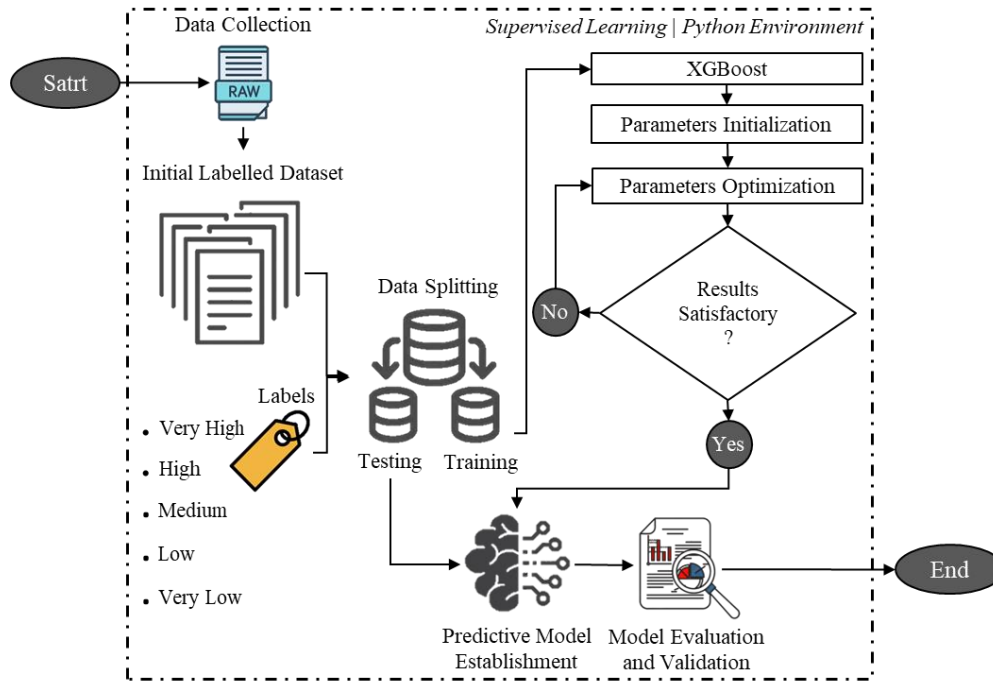 Data Collection
Supervised Learning | Python Environment
Satrt
RAW
XGBoost
Parameters Initialization
Initial Labelled Dataset
Parameters Optimization
Data Splitting
Results
Satisfactory
?
No
Labels
• Very High
• High
• Medium
• Low
• Very Low
Testing
Training
Yes
Predictive Model
Establishment
Model Evaluation
and Validation
End